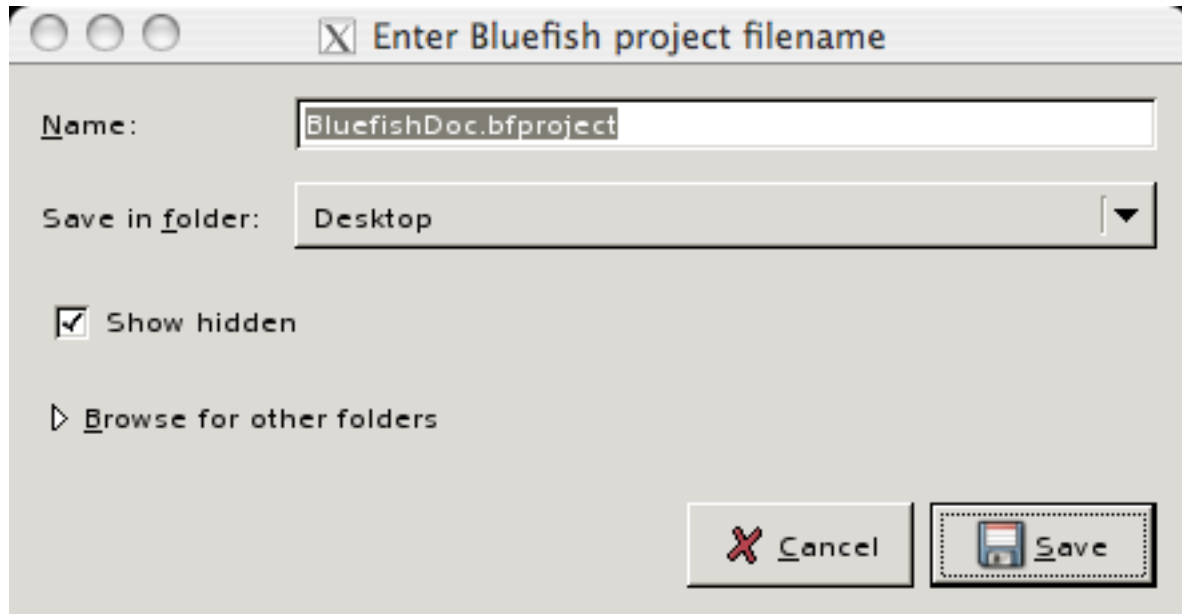 Enter Bluefish project filename
Name: BluefishDoc.bfproject
Save in folder: Desktop
Show hidden
Browse for other folders
Cancel Save